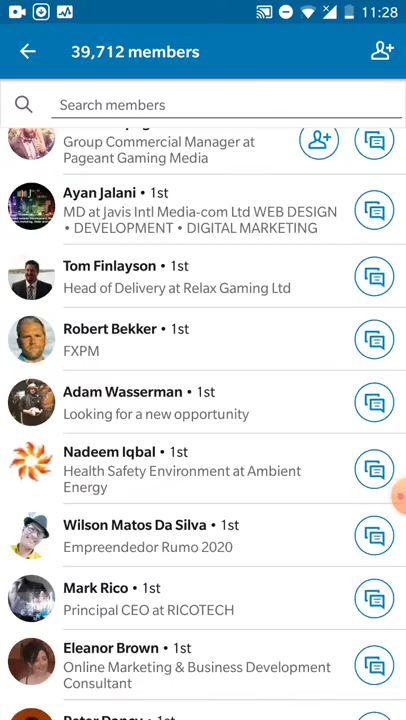 11:28
39,712 members
Search members
Group Commercial Manager at
Pageant Gaming Media
Ayan Jalani • 1st
MD at Javis Intl Media-com Ltd WEB DESIGN
• DEVELOPMENT • DIGITAL MARKETING
Tom Finlayson • 1st
Head of Delivery at Relax Gaming Ltd
Robert Bekker • 1st
FXPM
Adam Wasserman • 1st
Looking for a new opportunity
Nadeem Iqbal • 1st
Health Safety Environment at Ambient
Energy
Wilson Matos Da Silva • 1st
Empreendedor Rumo 2020
Mark Rico • 1st
Principal CEO at RICOTECH
Eleanor Brown • 1st
Online Marketing & Business Development
Consultant